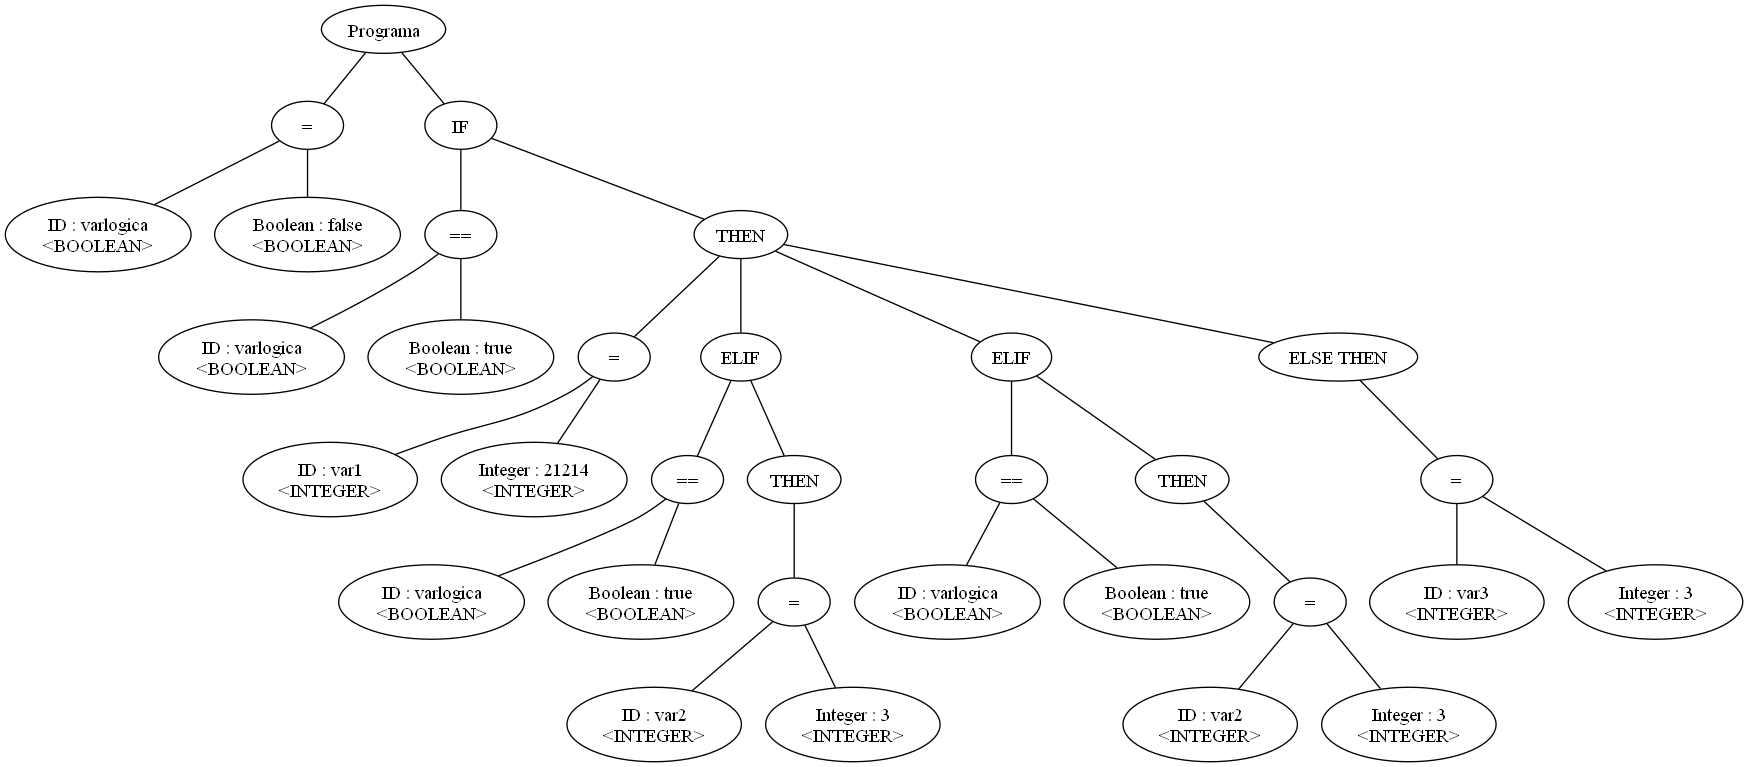 Programa
=
IF
ID : varlogica
<BOOLEAN>
Boolean : false
<BOOLEAN>
==
THEN
ID : varlogica
<BOOLEAN>
Boolean : true
<BOOLEAN>
=
ELIF
ELIF
ELSE THEN
ID : var1
<INTEGER>
Integer : 21214
<INTEGER>
==
THEN
==
THEN
=
ID : varlogica
<BOOLEAN>
Boolean : true
<BOOLEAN>
=
ID : varlogica
<BOOLEAN>
Boolean : true
<BOOLEAN>
=
ID : var3
<INTEGER>
Integer : 3
<INTEGER>
ID : var2
<INTEGER>
Integer : 3
<INTEGER>
ID : var2
<INTEGER>
Integer : 3
<INTEGER>